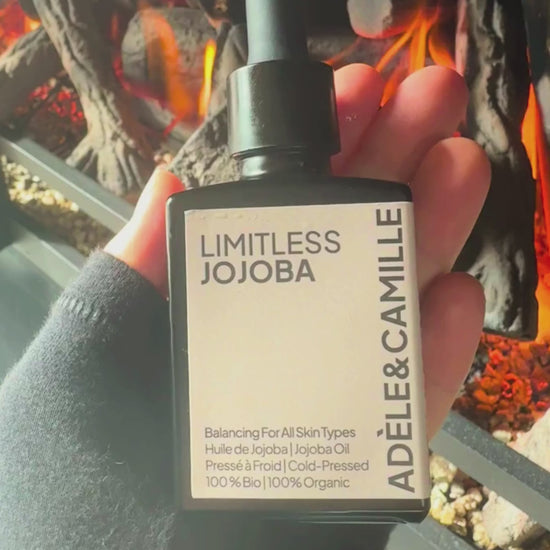 LIMITLESS
JOJOBA
ADÈLE&CAMILLE
Balancing For All Skin Types
Huile de Jojoba | Jojoba Oil
Pressé à Froid | Cold-Pressed
100 % Bio | 100% Organic